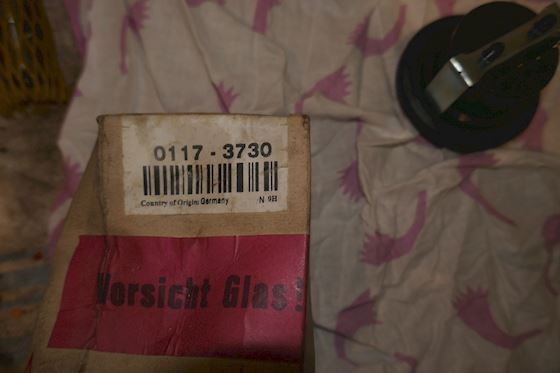 0117 - 3730
Country of Origin: Germany N 9H
Vorsicht Glas!